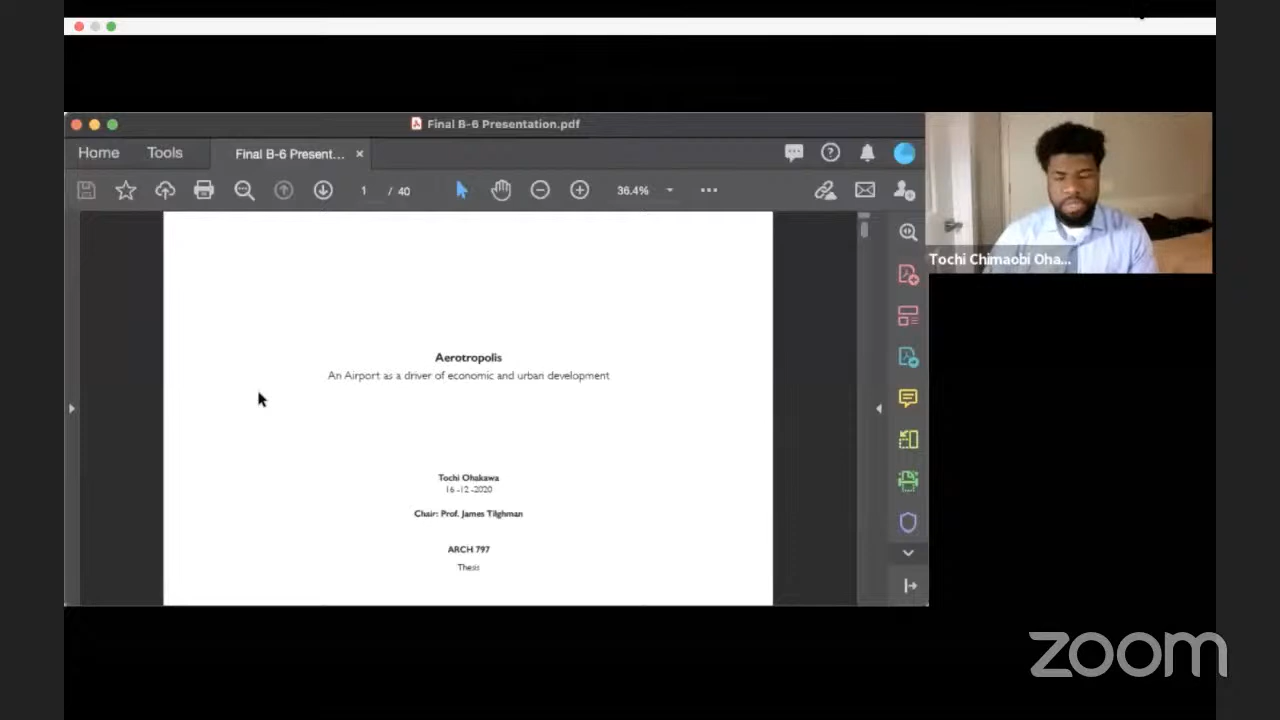 Final B-6 Presentation.pdf
Home Tools Final B-6 Present... ×
1 / 40 36.4%
Tochi Chimaobi Oha...
Aerotropolis
An Airport as a driver of economic and urban development
Tochi Ohakawa
16 -12 -2020
Chair: Prof. James Tilghman
ARCH 797
Thesis
zoom